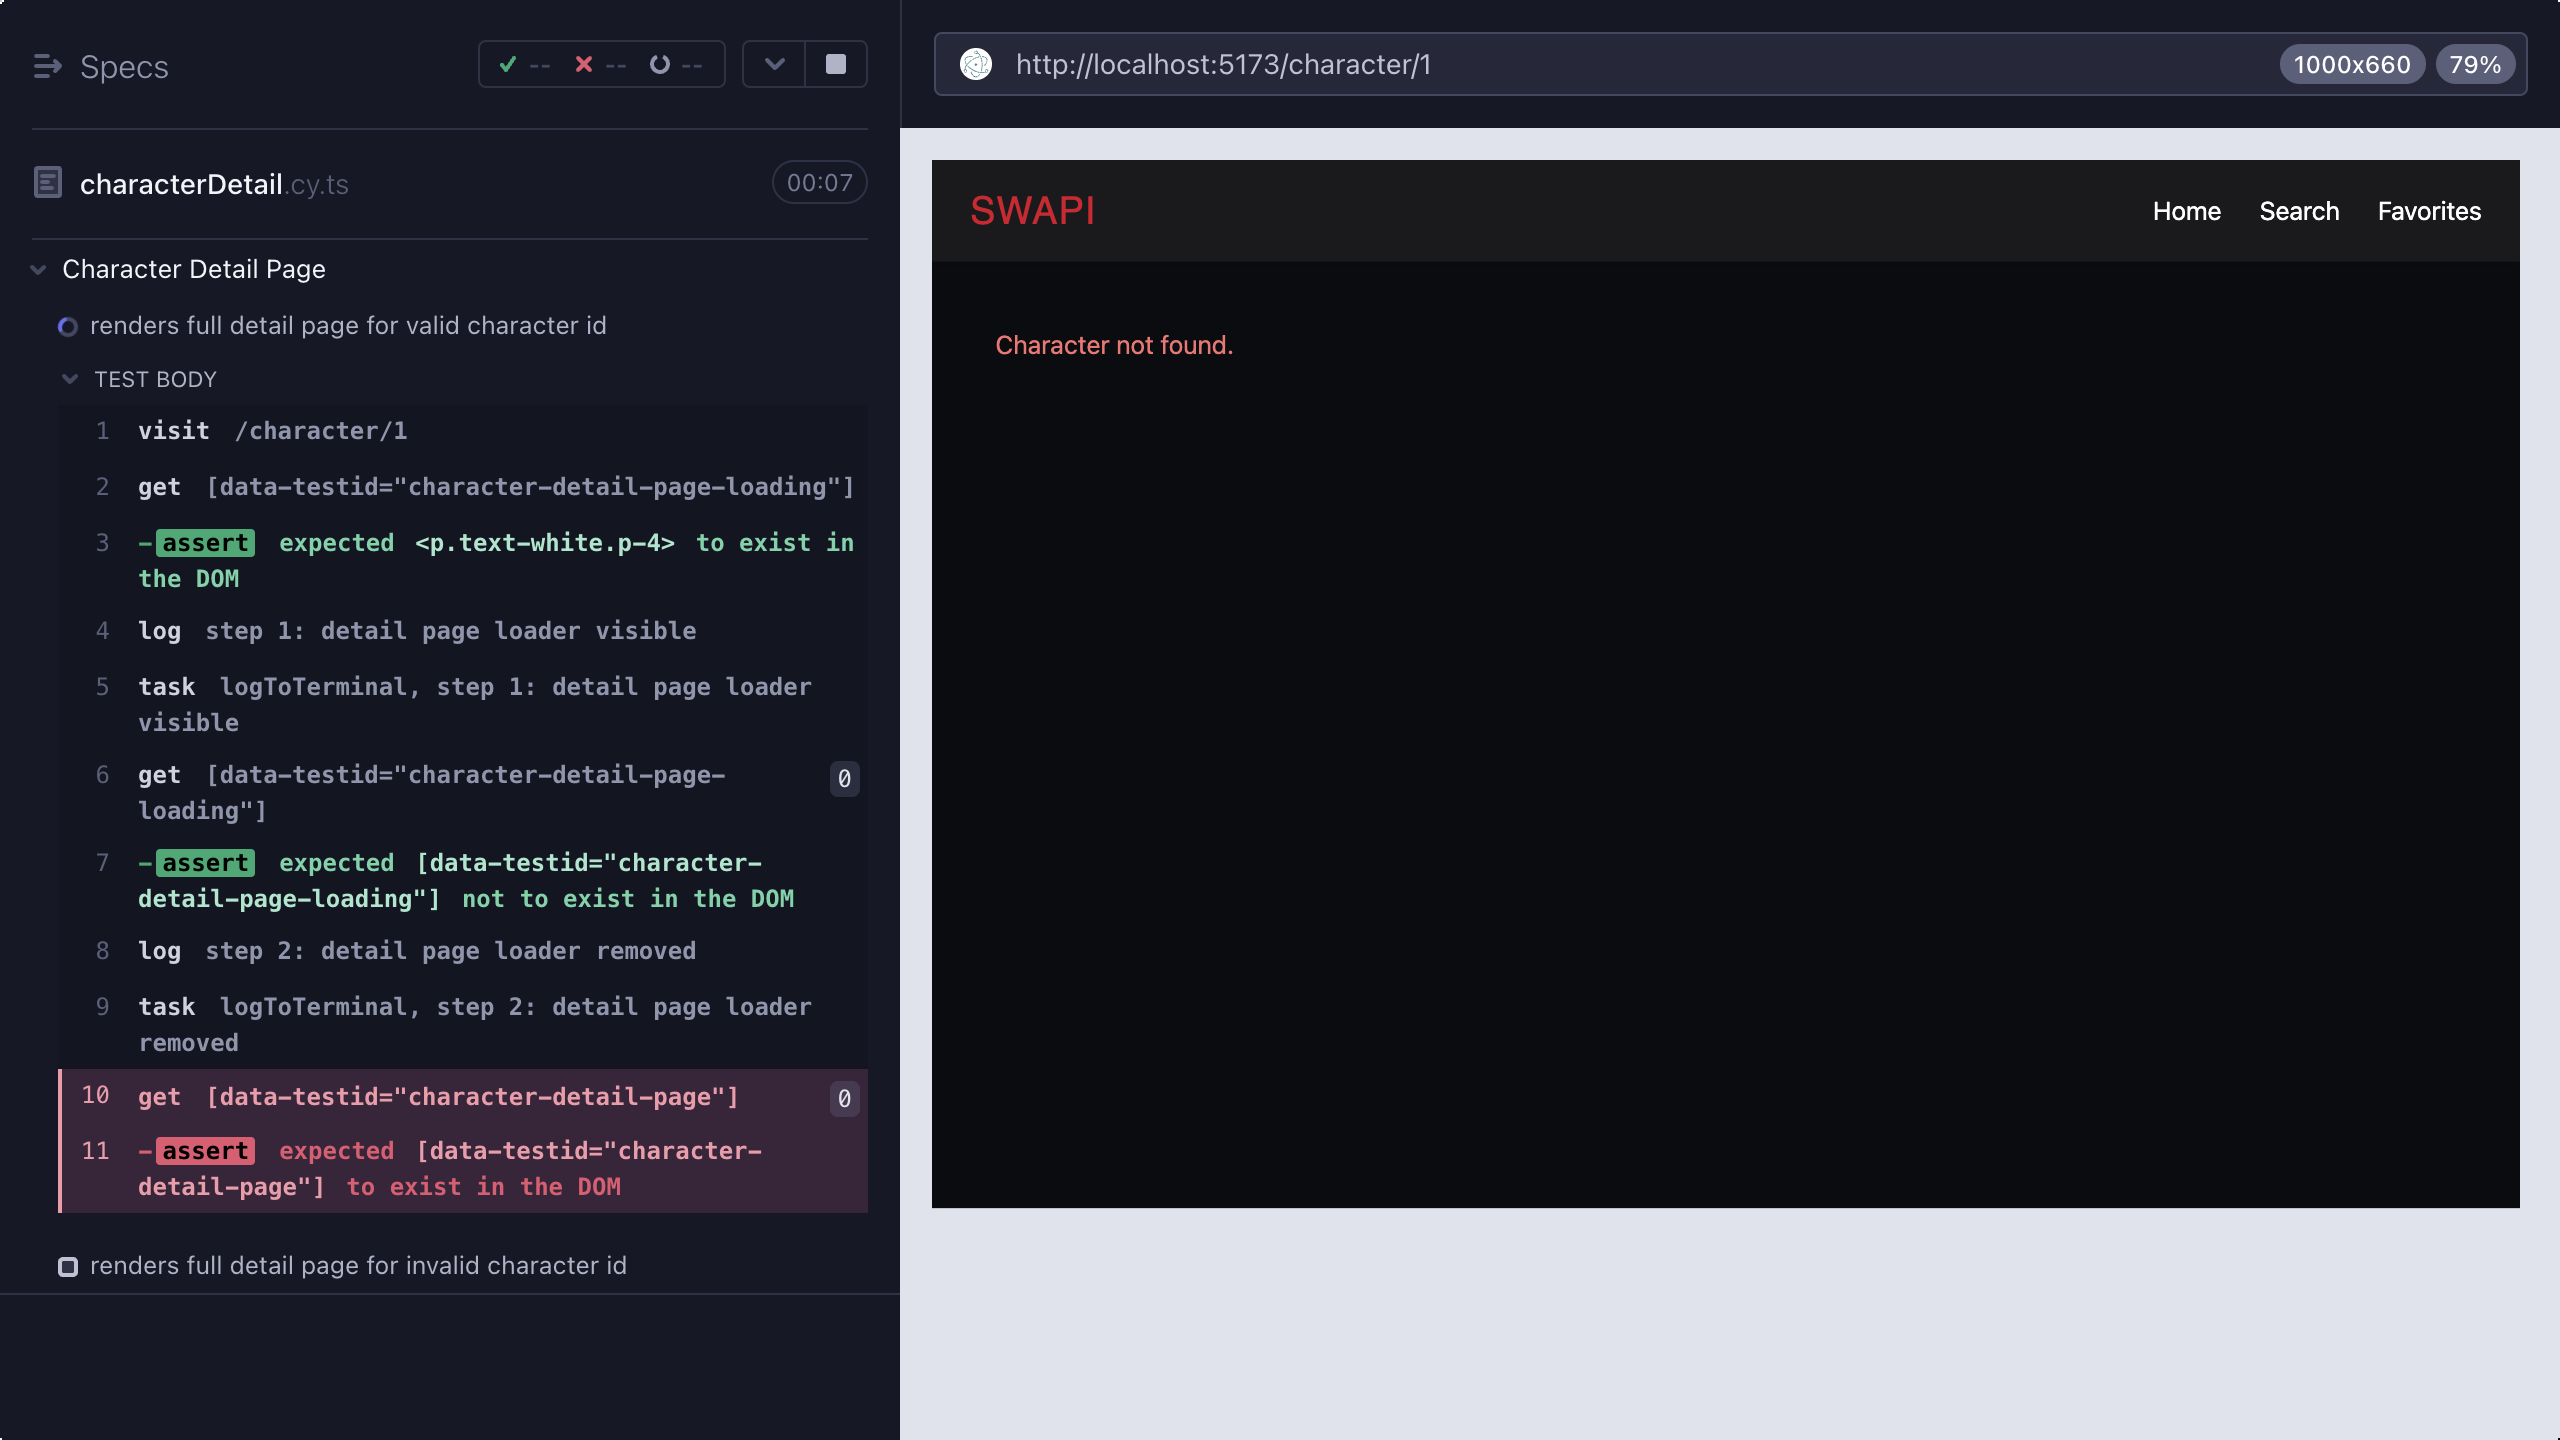 Specs
-- -- --
characterDetail.cy.ts
00:07
Character Detail Page
renders full detail page for valid character id
TEST BODY
1 visit /character/1
2 get [data-testid="character-detail-page-loading"]
3 -assert expected <p.text-white.p-4> to exist in
the DOM
4 log step 1: detail page loader visible
5 task logToTerminal, step 1: detail page loader
visible
6 get [data-testid="character-detail-page-
loading"]
0
7 -assert expected [data-testid="character-
detail-page-loading"] not to exist in the DOM
8 log step 2: detail page loader removed
9 task logToTerminal, step 2: detail page loader
removed
10 get [data-testid="character-detail-page"]
0
11 -assert expected [data-testid="character-
detail-page"] to exist in the DOM
renders full detail page for invalid character id
http://localhost:5173/character/1
1000x660 79%
SWAPI
Home Search Favorites
Character not found.